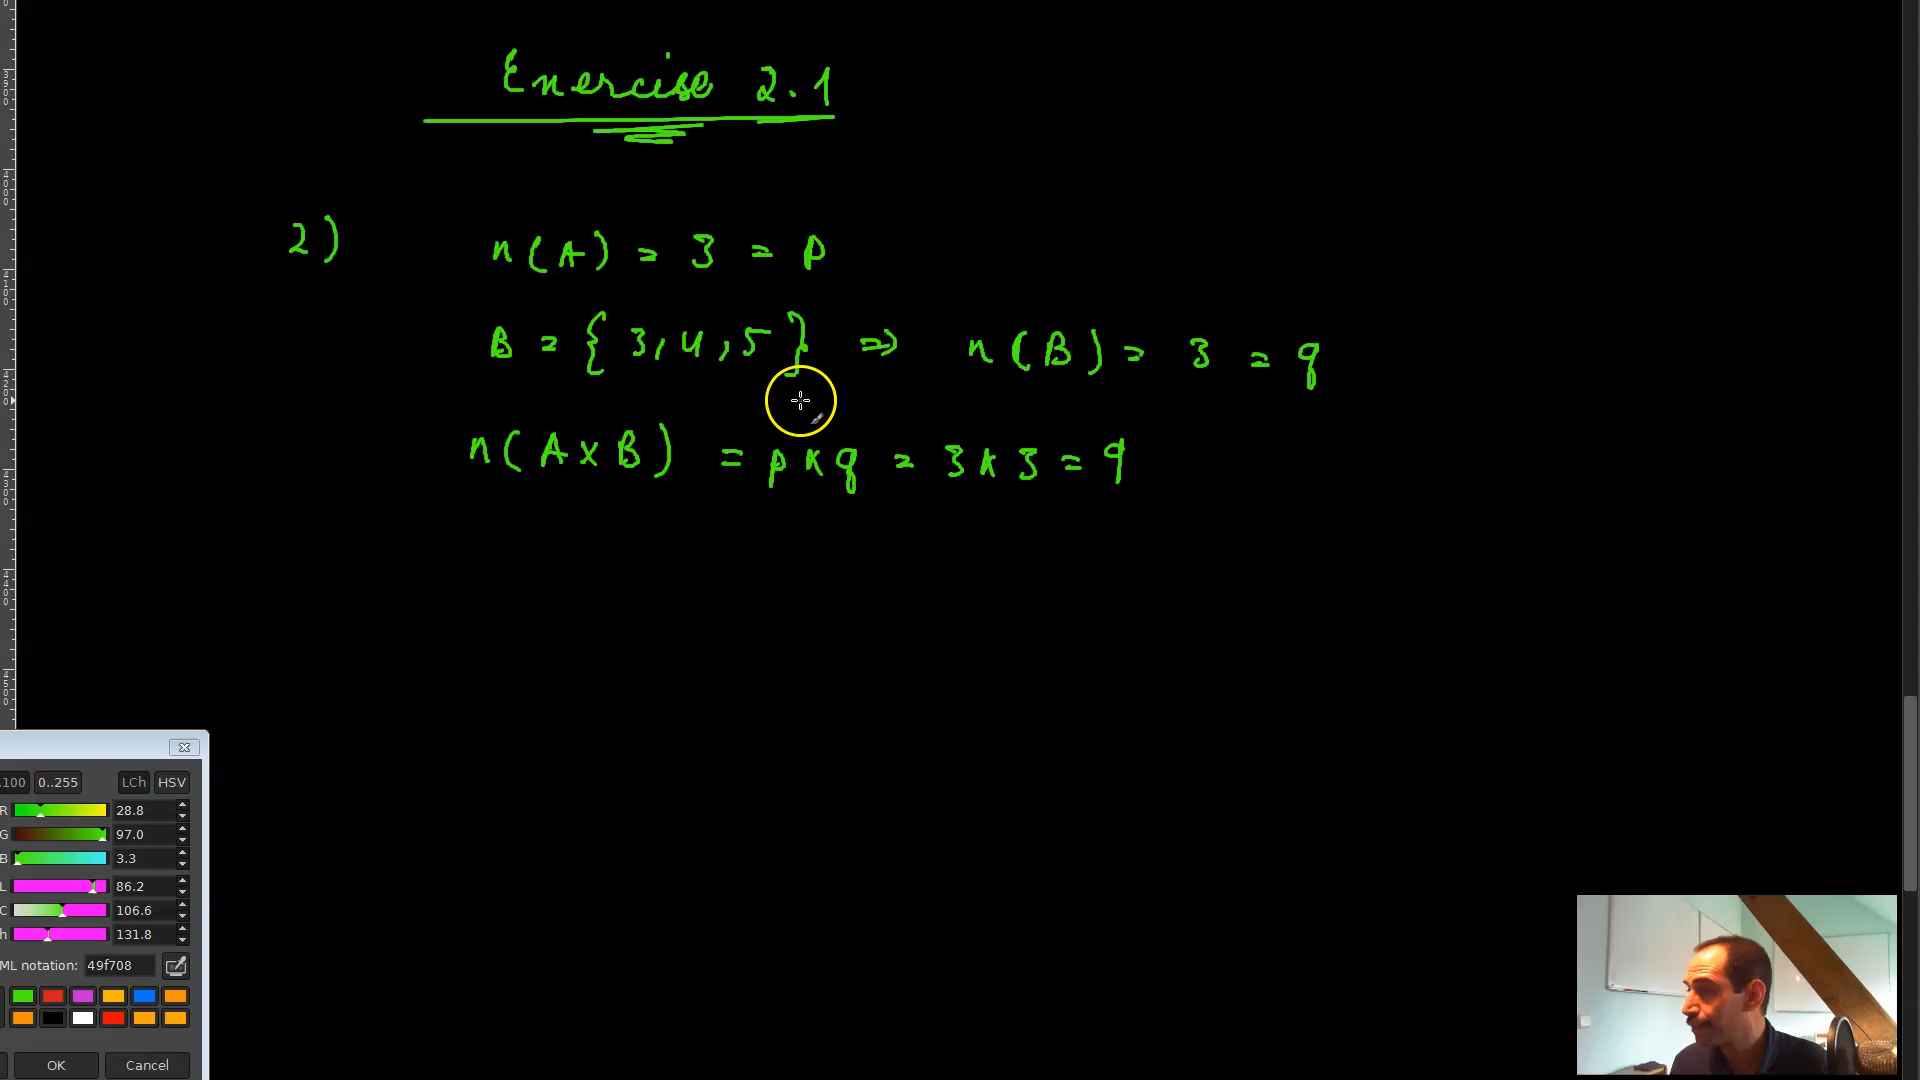 Exercise 2.1
2) n(A) = 3 = p
B = { 3, 4, 5 } ⇒ n(B) = 3 = q
n(A×B) = p×q = 3×3 = 9
100 0..255 LCh HSV
R 28.8
G 97.0
B 3.3
L 86.2
C 106.6
h 131.8
ML notation: 49f708
OK Cancel